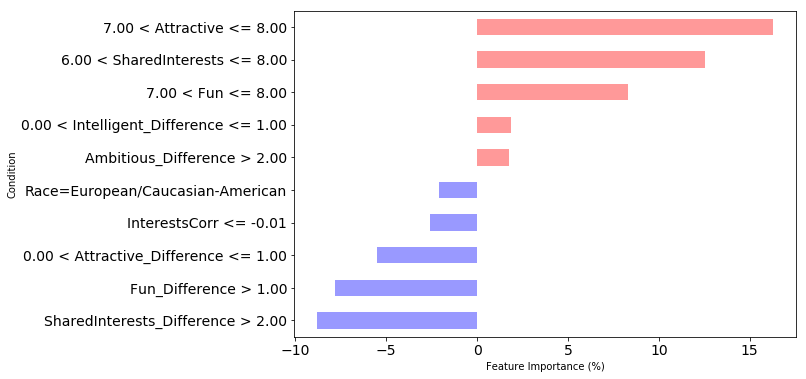 7.00 < Attractive <= 8.00
6.00 < SharedInterests <= 8.00
7.00 < Fun <= 8.00
0.00 < Intelligent_Difference <= 1.00
Ambitious_Difference > 2.00
Race=European/Caucasian-American
InterestsCorr <= -0.01
0.00 < Attractive_Difference <= 1.00
Fun_Difference > 1.00
SharedInterests_Difference > 2.00
Condition
−10 −5 0 5 10 15
Feature Importance (%)